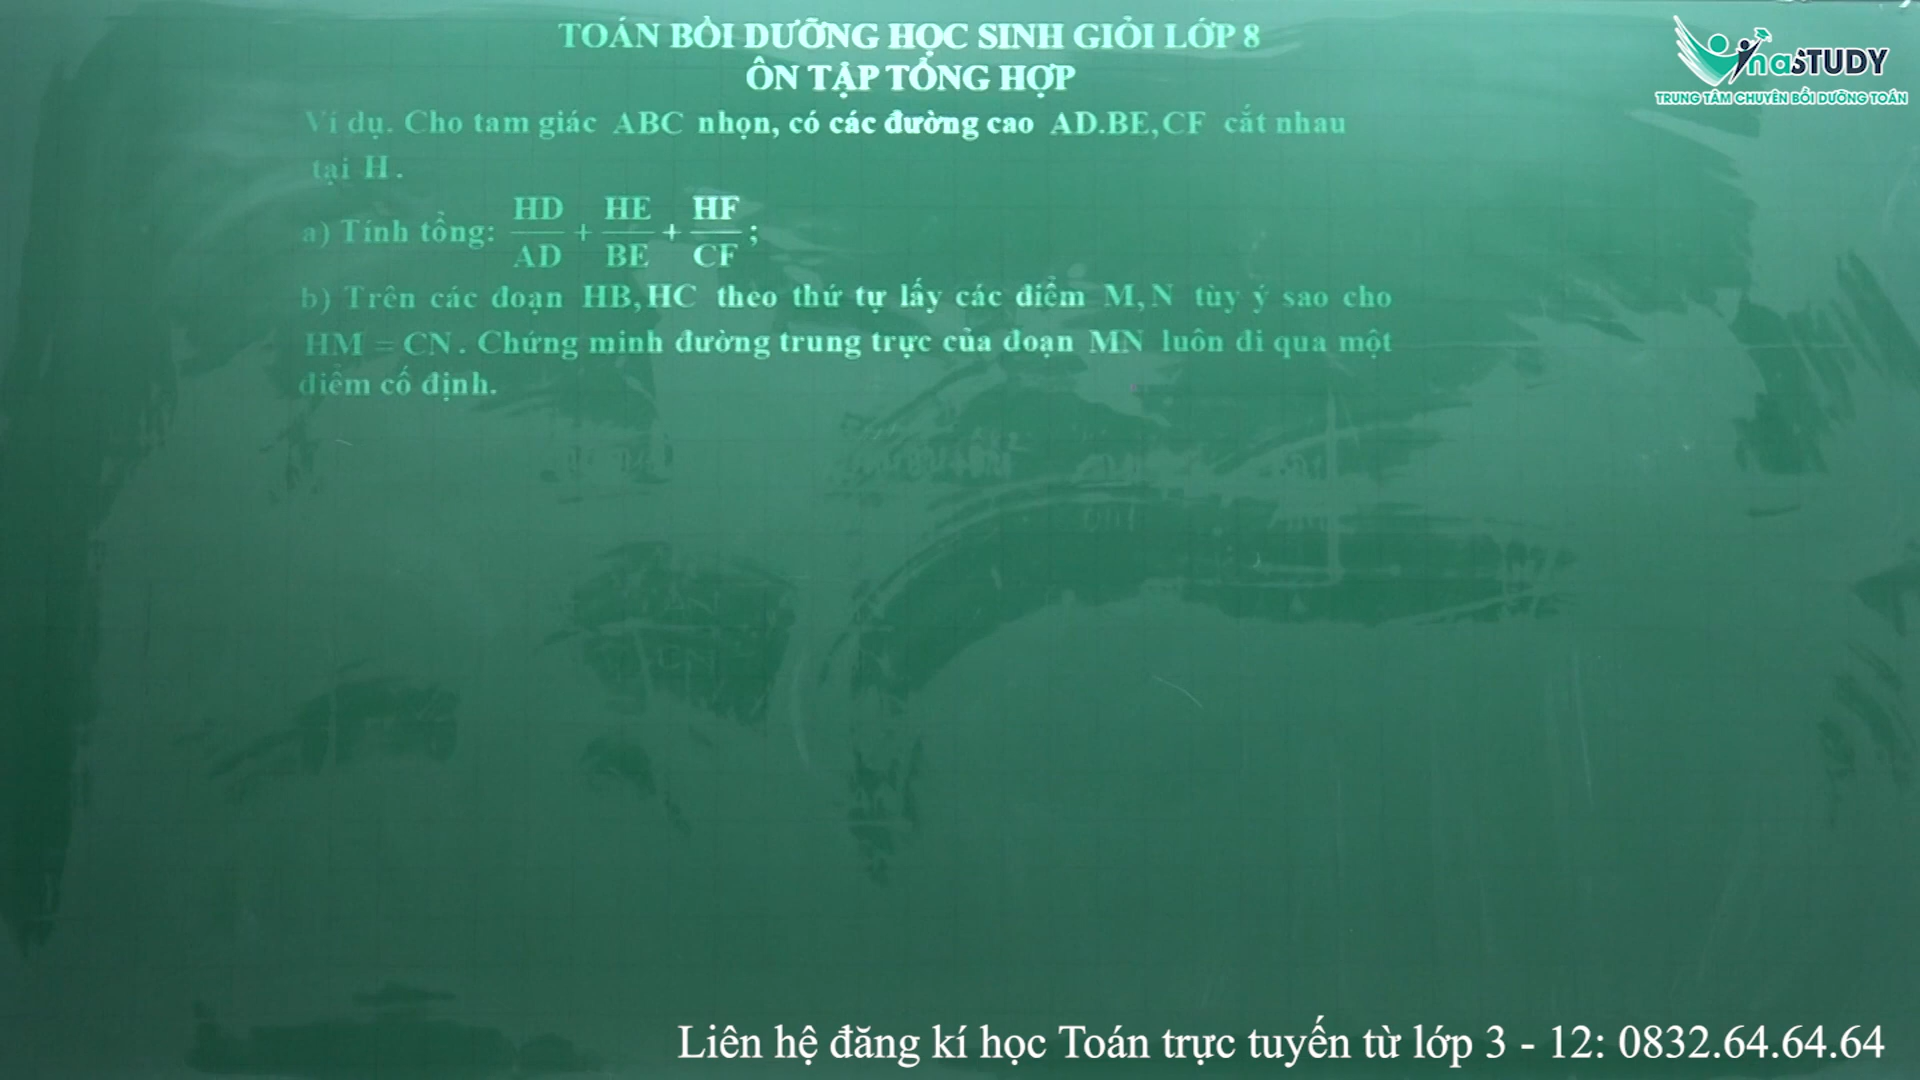 TOÁN BỒI DƯỠNG HỌC SINH GIỎI LỚP 8
ÔN TẬP TỔNG HỢP
Ví dụ. Cho tam giác ABC nhọn, có các đường cao AD.BE,CF cắt nhau
tại H.
a) Tính tổng: HD/AD + HE/BE + HF/CF ;
b) Trên các đoạn HB,HC theo thứ tự lấy các điểm M,N tùy ý sao cho
HM = CN. Chứng minh đường trung trực của đoạn MN luôn đi qua một
điểm cố định.
VinaSTUDY
TRUNG TÂM CHUYÊN BỒI DƯỠNG TOÁN
Liên hệ đăng kí học Toán trực tuyến từ lớp 3 - 12: 0832.64.64.64